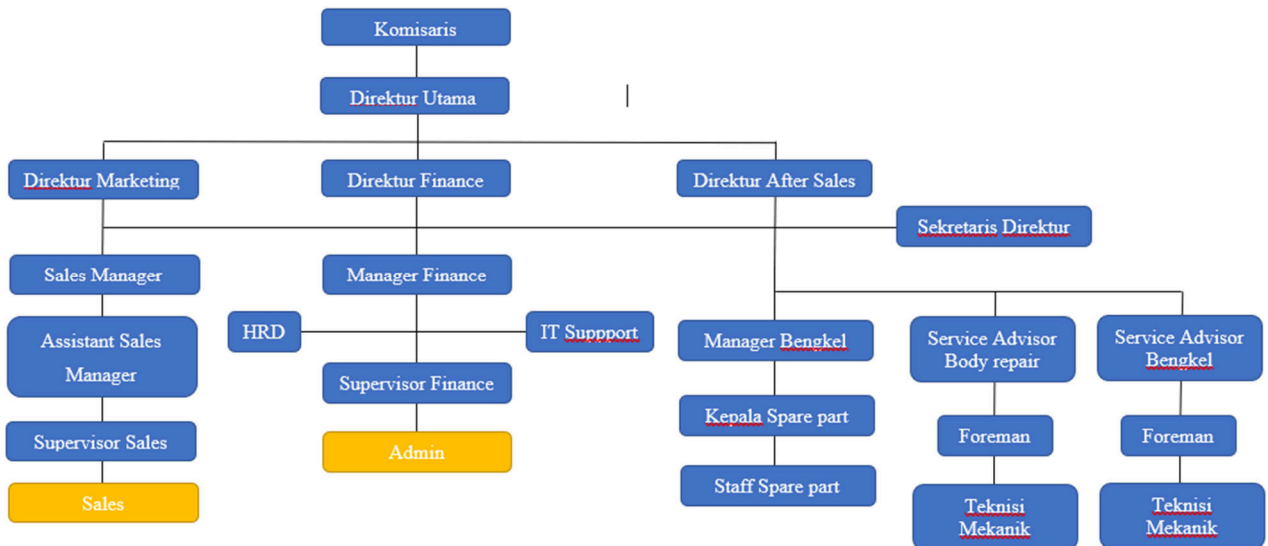 Komisaris
Direktur Utama
Direktur Marketing
Direktur Finance
Direktur After Sales
Sekretaris Direktur
Sales Manager
Manager Finance
HRD
IT Suppport
Assistant Sales
Manager
Manager Bengkel
Service Advisor
Body repair
Service Advisor
Bengkel
Supervisor Finance
Kepala Spare part
Supervisor Sales
Admin
Foreman
Foreman
Sales
Staff Spare part
Teknisi
Mekanik
Teknisi
Mekanik